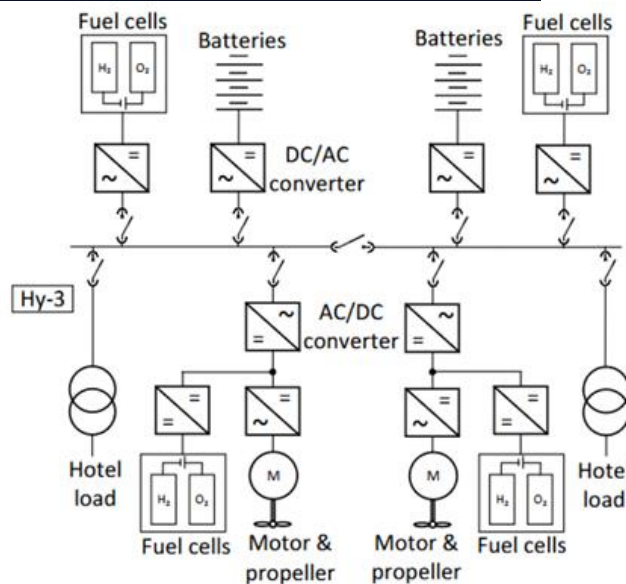 Fuel cells
Batteries
Batteries
Fuel cells
H₂
O₂
H₂
O₂
DC/AC
converter
Hy-3
AC/DC
converter
Hotel
load
H₂
O₂
Fuel cells
M
Motor &
propeller
M
Motor &
propeller
H₂
O₂
Fuel cells
Hotel
load